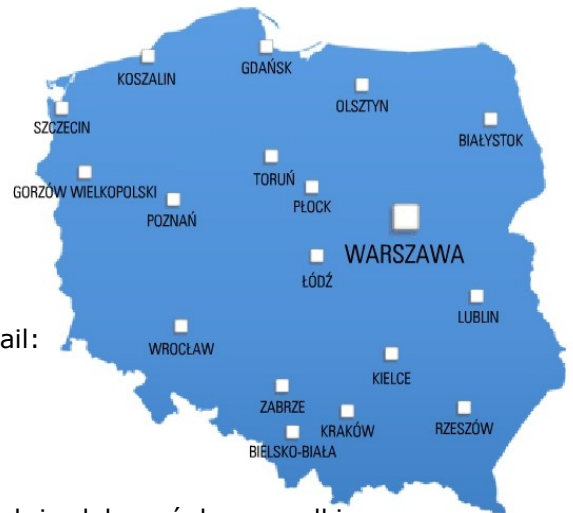 GDAŃSK
KOSZALIN
OLSZTYN
SZCZECIN
BIAŁYSTOK
TORUŃ
GORZÓW WIELKOPOLSKI
PŁOCK
POZNAŃ
WARSZAWA
ŁÓDŹ
LUBLIN
ail:
WROCŁAW
KIELCE
ZABRZE
KRAKÓW
RZESZÓW
BIELSKO-BIAŁA